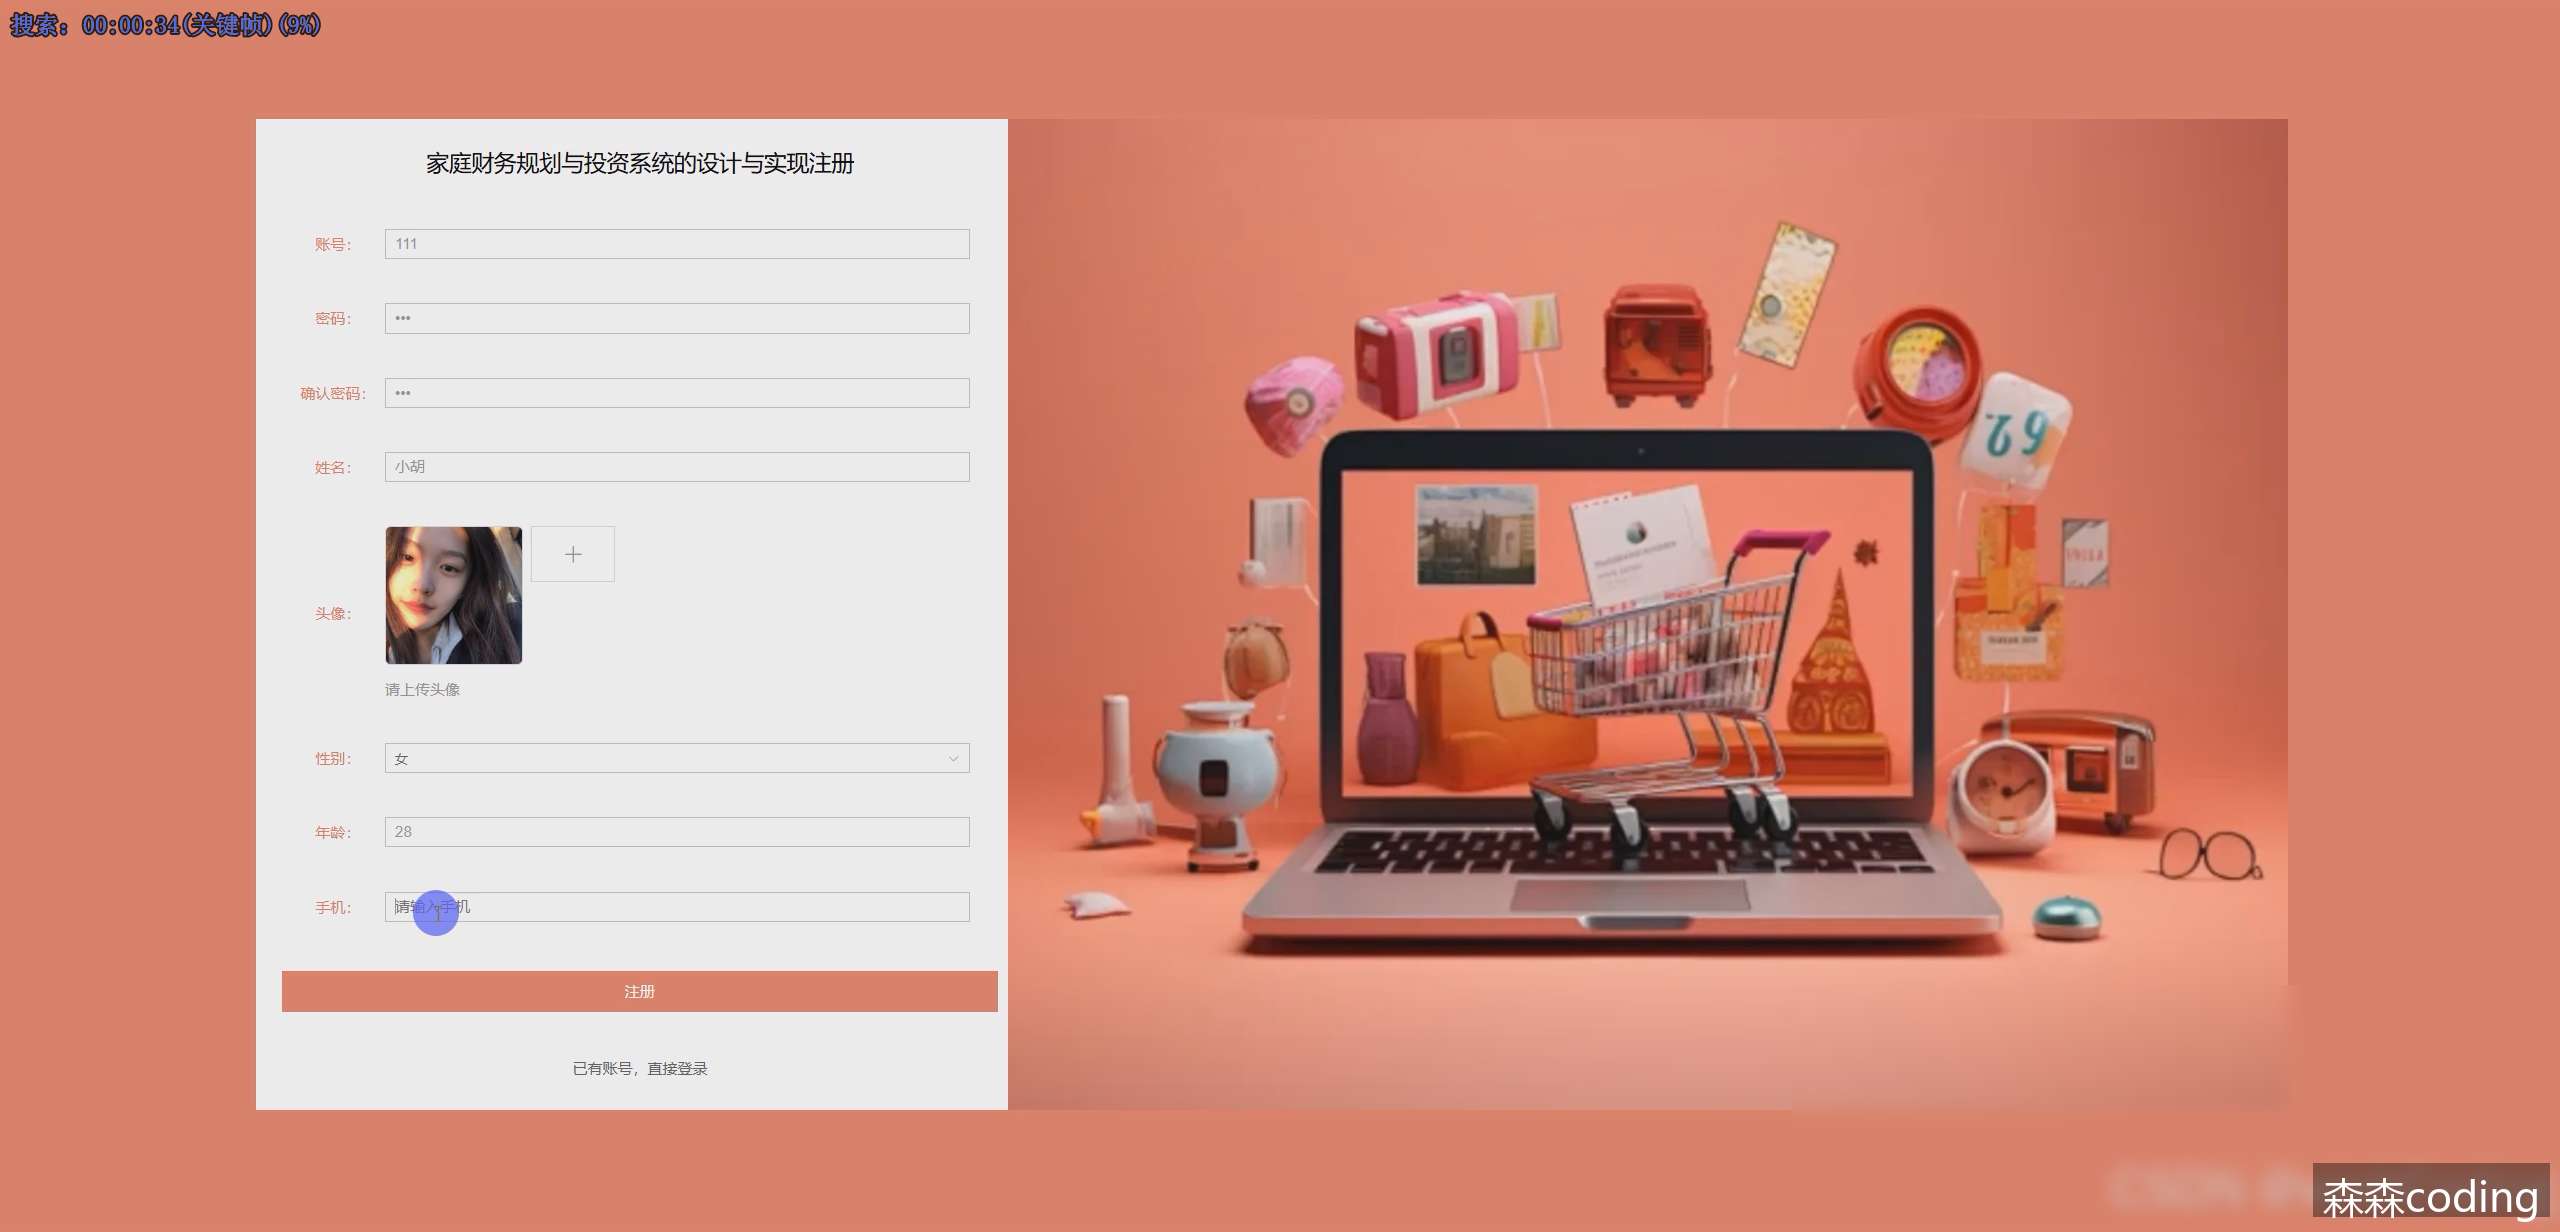 搜索: 00:00:34(关键帧)(9%)
家庭财务规划与投资系统的设计与实现注册
账号: 111
密码: •••
确认密码: •••
姓名: 小胡
头像:
请上传头像
性别: 女
年龄: 28
手机: 请输入手机
注册
已有账号，直接登录
62
森森coding